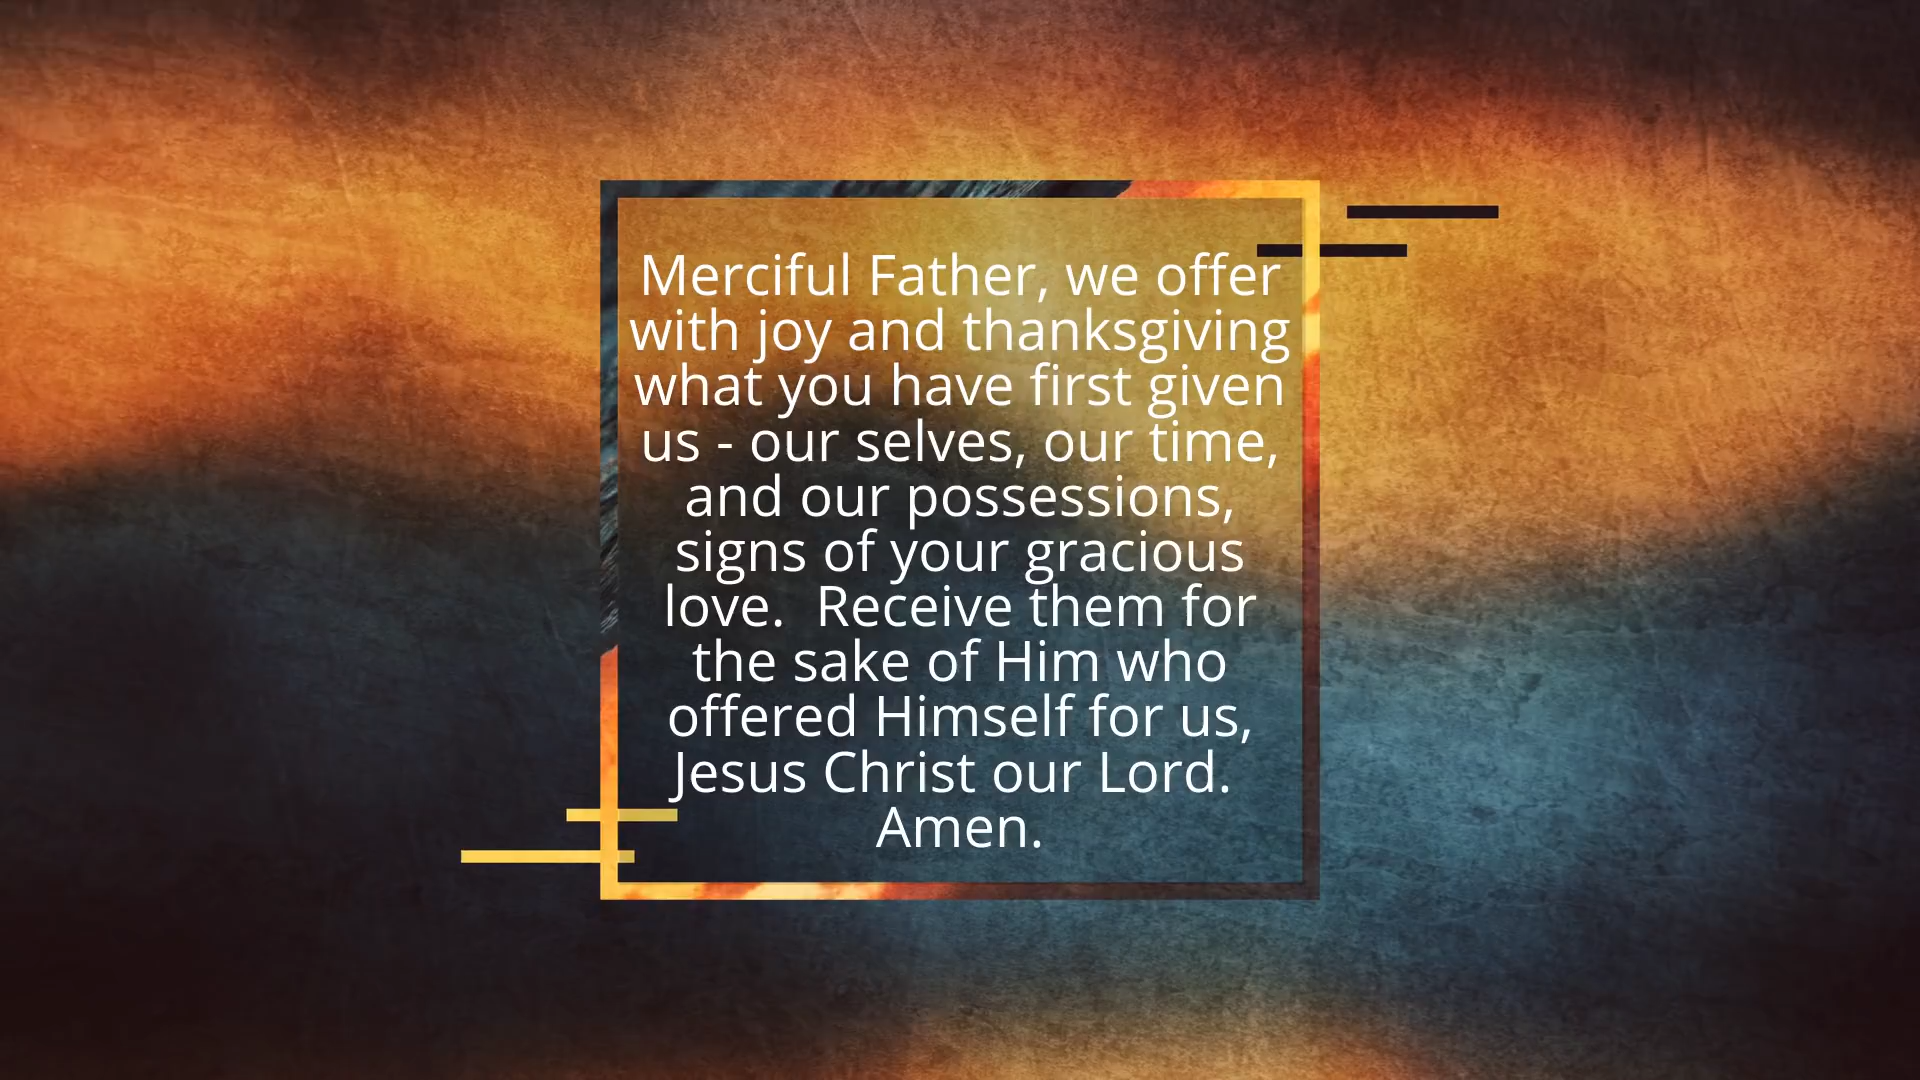 Merciful Father, we offer
with joy and thanksgiving
what you have first given
us - our selves, our time,
and our possessions,
signs of your gracious
love.  Receive them for
the sake of Him who
offered Himself for us,
Jesus Christ our Lord.
Amen.